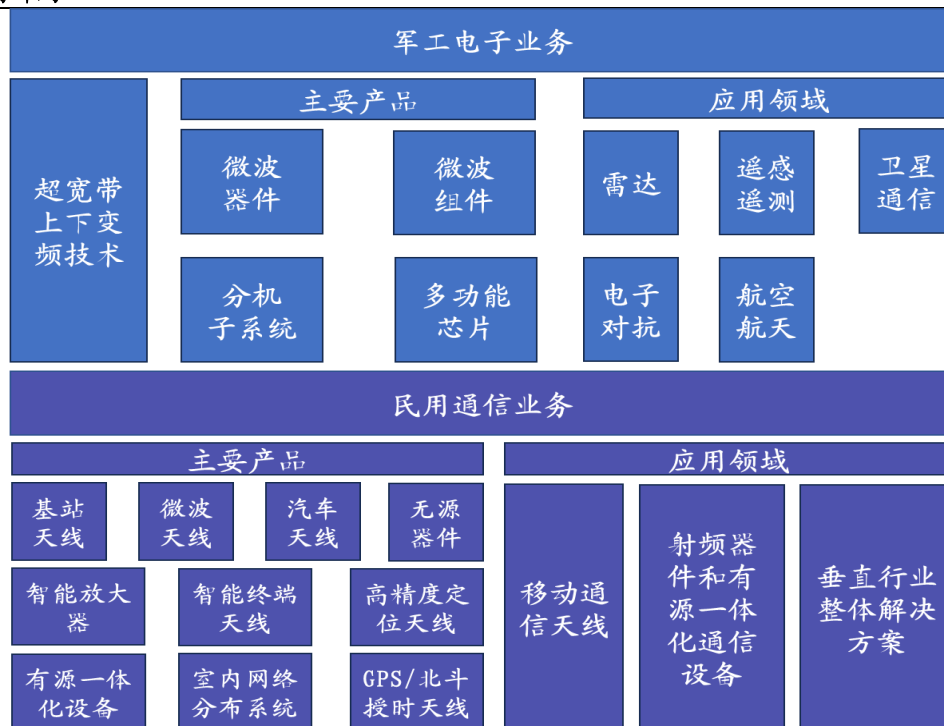 军工电子业务
主要产品
应用领域
超宽带
上下变
频技术
微波
器件
微波
组件
雷达
遥感
遥测
卫星
通信
分机
子系统
多功能
芯片
电子
对抗
航空
航天
民用通信业务
主要产品
应用领域
基站
天线
微波
天线
汽车
天线
无源
器件
智能放大
器
智能终端
天线
高精度定
位天线
有源一体
化设备
室内网络
分布系统
GPS/北斗
授时天线
移动通
信天线
射频器
件和有
源一体
化通信
设备
垂直行业
整体解决
方案